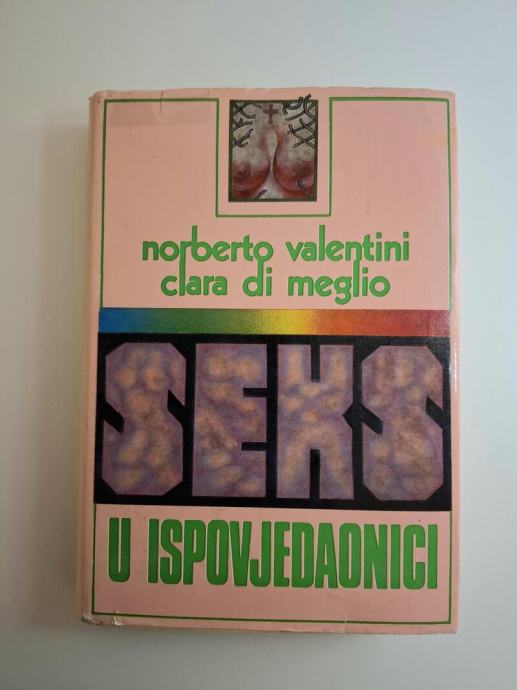 norberto valentini
clara di meglio
SEKS
U ISPOVJEDAONICI